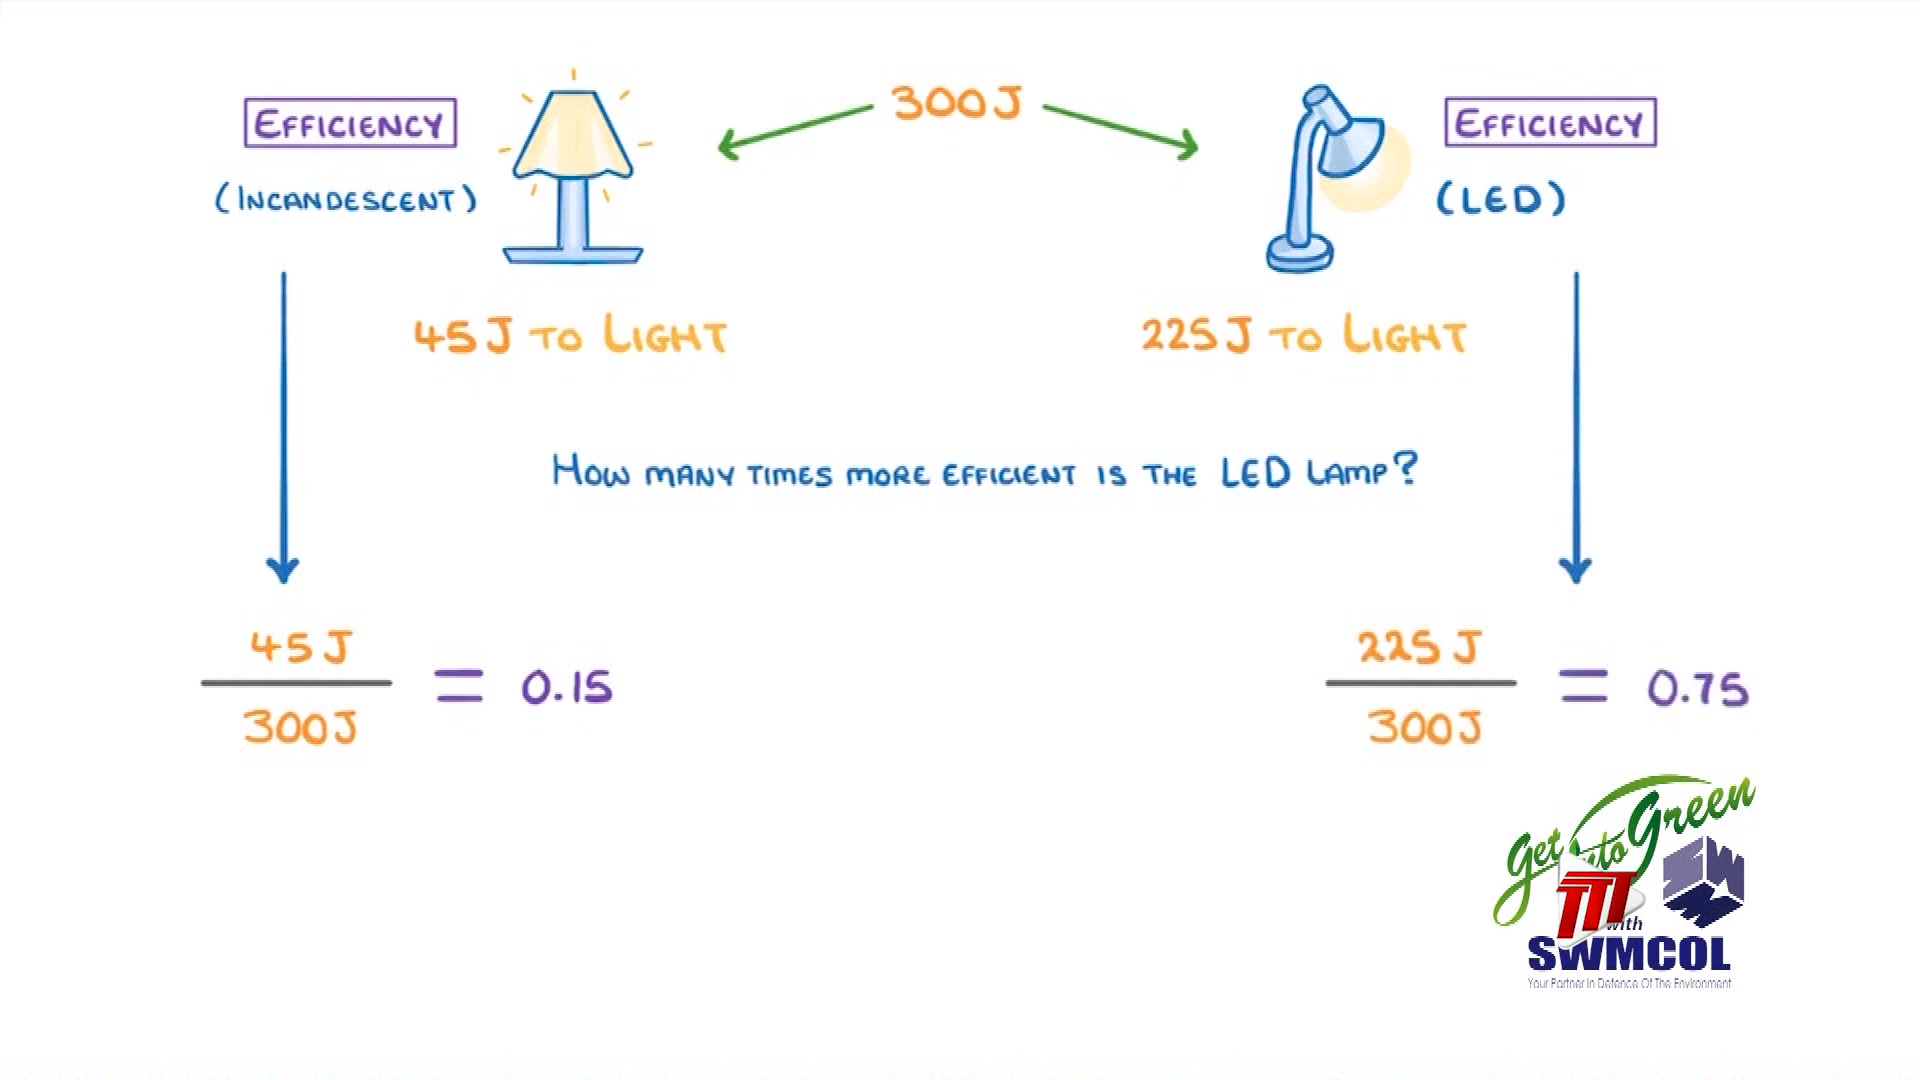 300J
EFFICIENCY
(INCANDESCENT)
EFFICIENCY
(LED)
45J TO LIGHT
225J TO LIGHT
HOW MANY TIMES MORE EFFICIENT IS THE LED LAMP?
45J
300J
= 0.15
225J
300J
= 0.75
Get into Green
TTT
with
SWMCOL
Your Partner In Defence Of The Environment